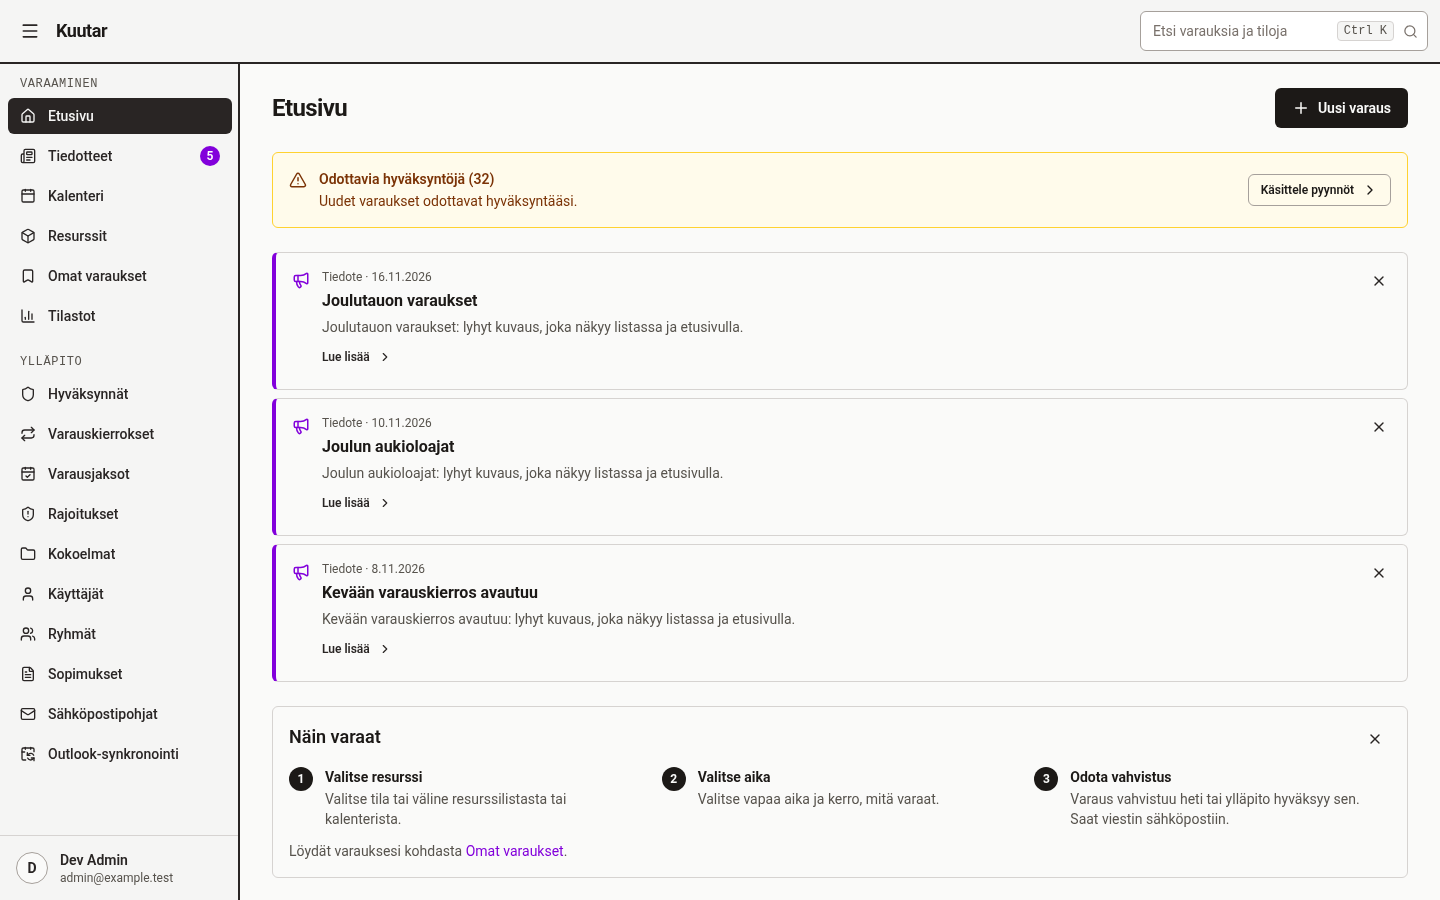 Kuutar
Etsi varauksia ja tiloja
Ctrl K
VARAAMINEN
Etusivu
Tiedotteet
5
Kalenteri
Resurssit
Omat varaukset
Tilastot
YLLÄPITO
Hyväksynnät
Varauskierrokset
Varausjaksot
Rajoitukset
Kokoelmat
Käyttäjät
Ryhmät
Sopimukset
Sähköpostipohjat
Outlook-synkronointi
D
Dev Admin
admin@example.test
Etusivu
Uusi varaus
Odottavia hyväksyntöjä (32)
Uudet varaukset odottavat hyväksyntääsi.
Käsittele pyynnöt
Tiedote · 16.11.2026
Joulutauon varaukset
Joulutauon varaukset: lyhyt kuvaus, joka näkyy listassa ja etusivulla.
Lue lisää
Tiedote · 10.11.2026
Joulun aukioloajat
Joulun aukioloajat: lyhyt kuvaus, joka näkyy listassa ja etusivulla.
Lue lisää
Tiedote · 8.11.2026
Kevään varauskierros avautuu
Kevään varauskierros avautuu: lyhyt kuvaus, joka näkyy listassa ja etusivulla.
Lue lisää
Näin varaat
1
Valitse resurssi
Valitse tila tai väline resurssilistasta tai
kalenterista.
2
Valitse aika
Valitse vapaa aika ja kerro, mitä varaat.
3
Odota vahvistus
Varaus vahvistuu heti tai ylläpito hyväksyy sen.
Saat viestin sähköpostiin.
Löydät varauksesi kohdasta Omat varaukset.